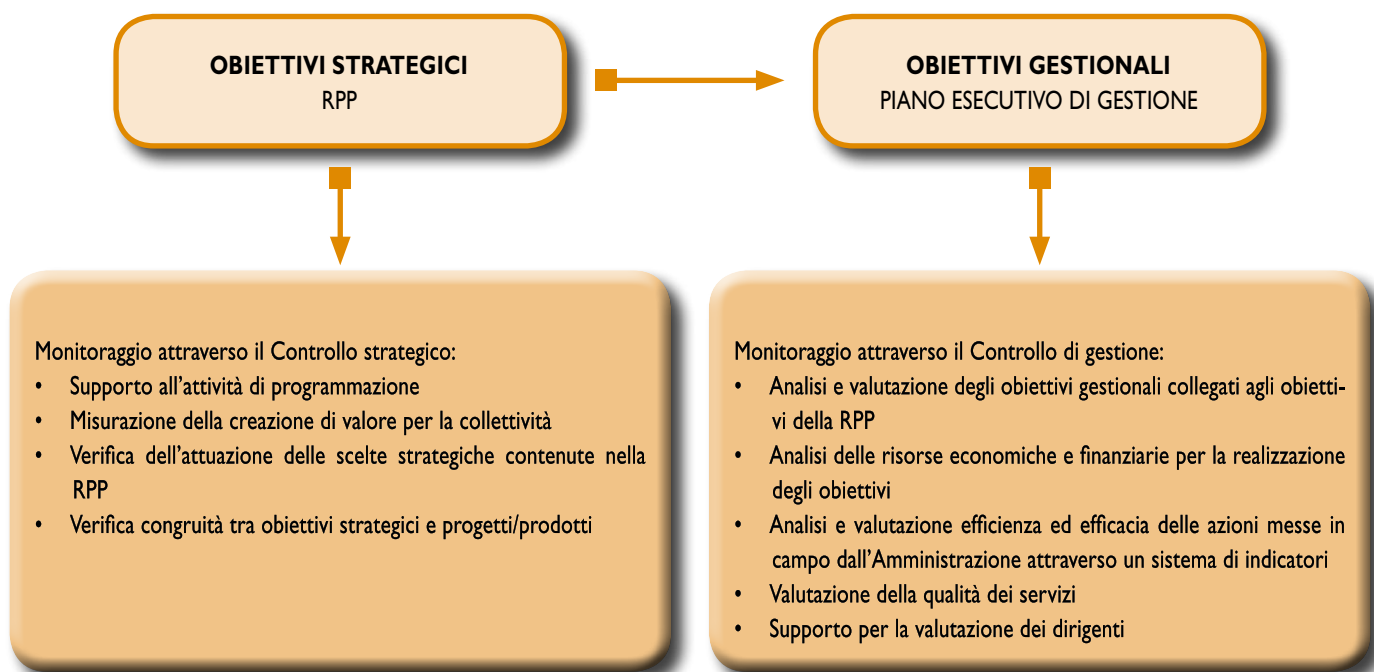 OBIETTIVI STRATEGICI
RPP
OBIETTIVI GESTIONALI
PIANO ESECUTIVO DI GESTIONE
Monitoraggio attraverso il Controllo strategico:
• Supporto all’attività di programmazione
• Misurazione della creazione di valore per la collettività
• Verifica dell’attuazione delle scelte strategiche contenute nella
RPP
• Verifica congruità tra obiettivi strategici e progetti/prodotti
Monitoraggio attraverso il Controllo di gestione:
• Analisi e valutazione degli obiettivi gestionali collegati agli obietti-
vi della RPP
• Analisi delle risorse economiche e finanziarie per la realizzazione
degli obiettivi
• Analisi e valutazione efficienza ed efficacia delle azioni messe in
campo dall’Amministrazione attraverso un sistema di indicatori
• Valutazione della qualità dei servizi
• Supporto per la valutazione dei dirigenti